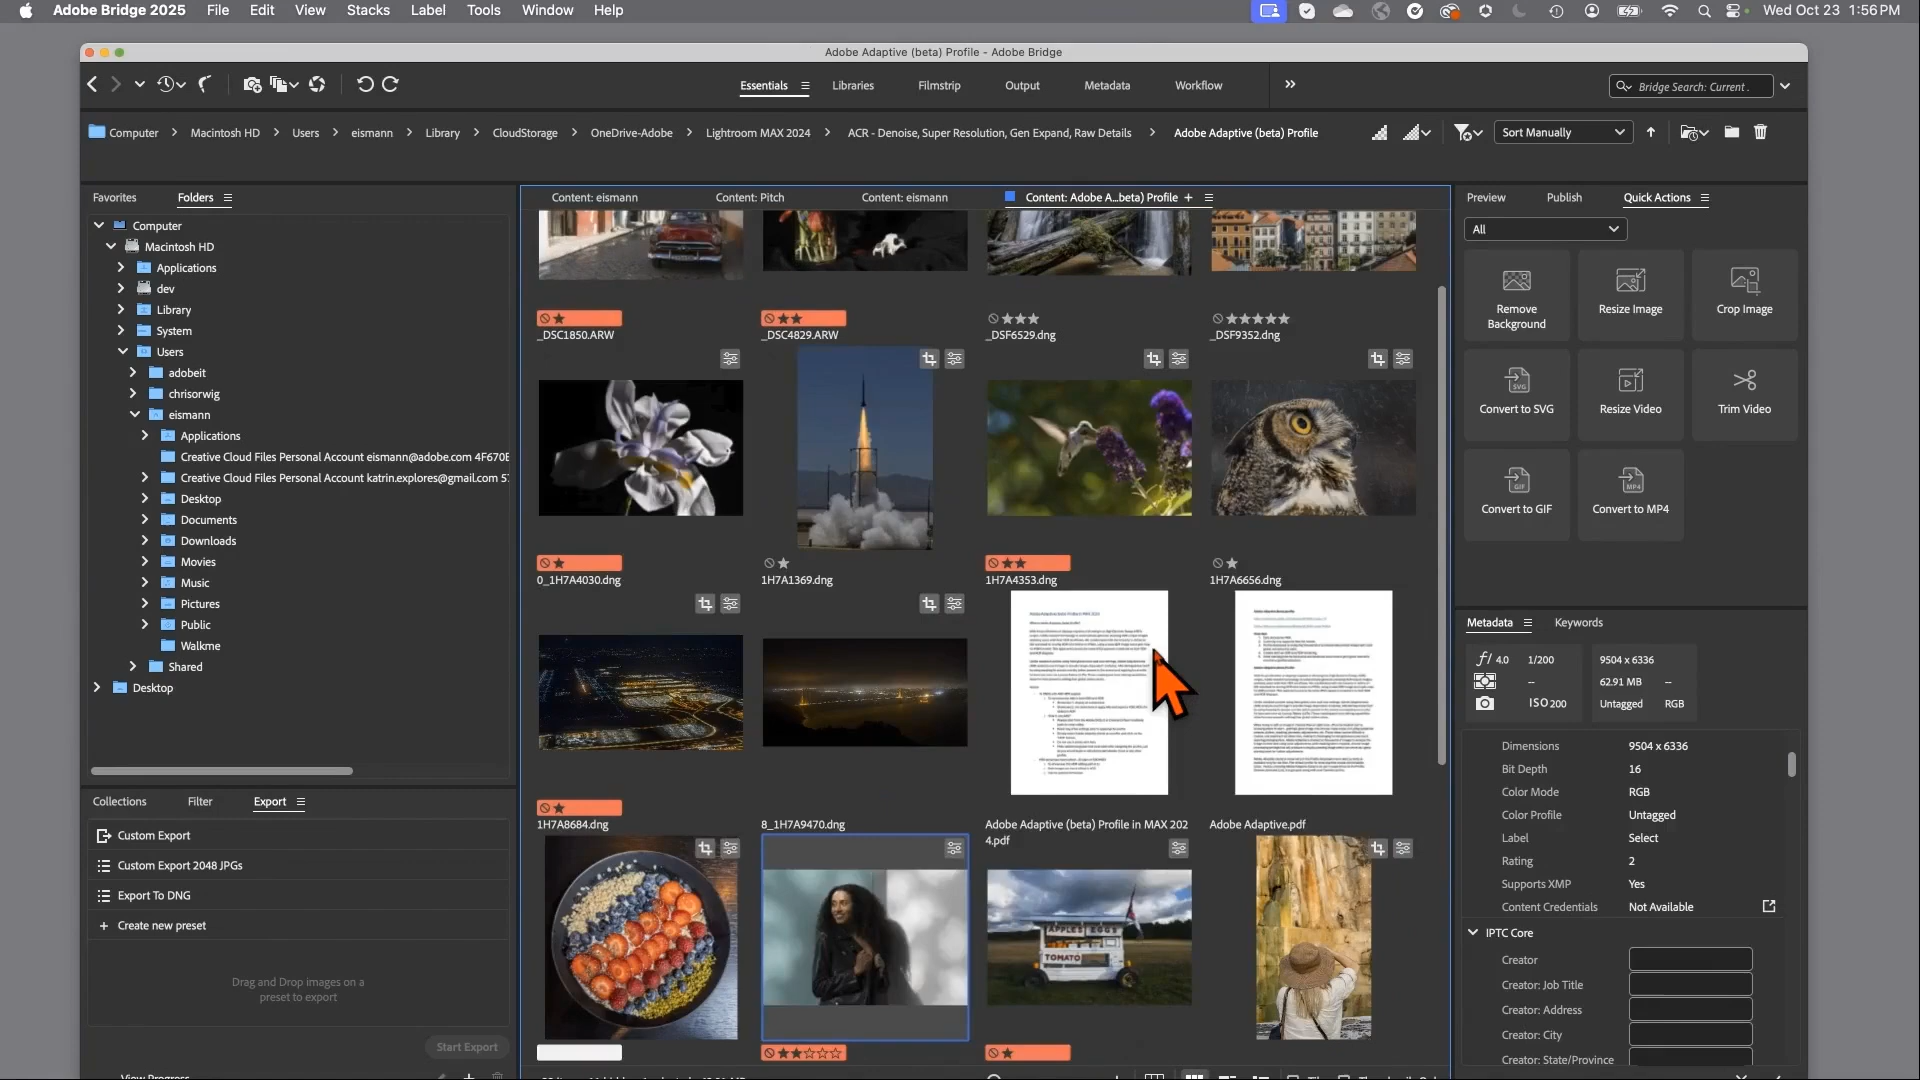 Adobe Bridge 2025 File Edit View Stacks Label Tools Window Help Wed Oct 23 1:56 PM
Adobe Adaptive (beta) Profile - Adobe Bridge
Essentials Libraries Filmstrip Output Metadata Workflow Bridge Search: Current .
Computer Macintosh HD Users eismann Library CloudStorage OneDrive-Adobe Lightroom MAX 2024 ACR - Denoise, Super Resolution, Gen Expand, Raw Details Adobe Adaptive (beta) Profile Sort Manually
Favorites Folders
Computer
Macintosh HD
Applications
dev
Library
System
Users
adobeit
chrisorwig
eismann
Applications
Creative Cloud Files Personal Account eismann@adobe.com 4F670E
Creative Cloud Files Personal Account katrin.explores@gmail.com 5
Desktop
Documents
Downloads
Movies
Music
Pictures
Public
Walkme
Shared
Desktop
Collections Filter Export
Custom Export
Custom Export 2048 JPGs
Export To DNG
Create new preset
Drag and Drop images on a
preset to export
Start Export
View Progress
Content: eismann Content: Pitch Content: eismann Content: Adobe A...beta) Profile
_DSC1850.ARW _DSC4829.ARW _DSF6529.dng _DSF9352.dng
0_1H7A4030.dng 1H7A1369.dng 1H7A4353.dng 1H7A6656.dng
1H7A8684.dng 8_1H7A9470.dng Adobe Adaptive (beta) Profile in MAX 202
4.pdf
Adobe Adaptive.pdf
APPLES EGGS
TOMATO
Preview Publish Quick Actions
All
Remove
Background
Resize Image
Crop Image
SVG
Convert to SVG
Resize Video
Trim Video
GIF
Convert to GIF
MP4
Convert to MP4
Metadata Keywords
f/ 4.0 1/200 9504 x 6336
-- 62.91 MB --
ISO 200 Untagged RGB
Dimensions 9504 x 6336
Bit Depth 16
Color Mode RGB
Color Profile Untagged
Label Select
Rating 2
Supports XMP Yes
Content Credentials Not Available
IPTC Core
Creator
Creator: Job Title
Creator: Address
Creator: City
Creator: State/Province